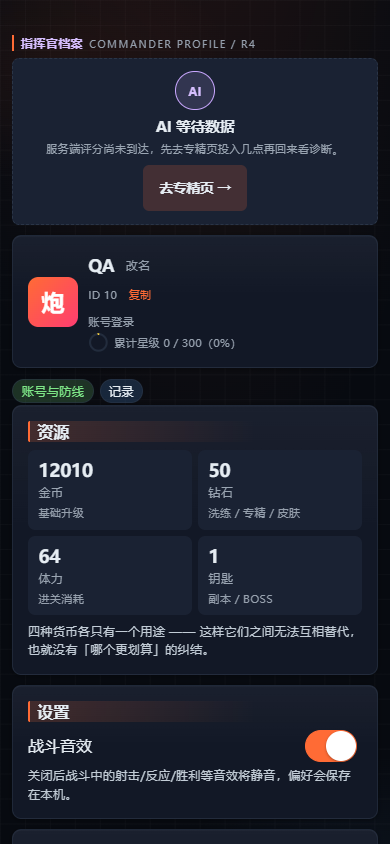 指挥官档案 COMMANDER PROFILE / R4
AI
AI 等待数据
服务端评分尚未到达，先去专精页投入几点再回来看诊断。
去专精页 →
炮
QA 改名
ID 10 复制
账号登录
累计星级 0 / 300（0%）
账号与防线 记录
资源
12010
金币
基础升级
50
钻石
洗练 / 专精 / 皮肤
64
体力
进关消耗
1
钥匙
副本 / BOSS
四种货币各只有一个用途 —— 这样它们之间无法互相替代，
也就没有「哪个更划算」的纠结。
设置
战斗音效
关闭后战斗中的射击/反应/胜利等音效将静音，偏好会保存
在本机。